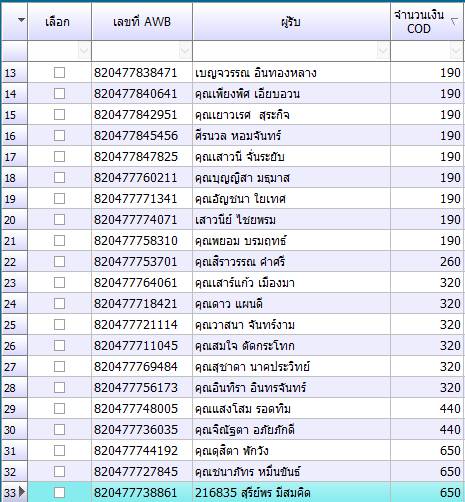 เลือก เลขที่ AWB ผู้รับ จำนวนเงิน COD
13 820477838471 เบญจวรรณ อินทองหลาง 190
14 820477840641 คุณเพียงพิศ เอี่ยบอวน 190
15 820477842951 คุณเยาวเรศ สุระกิจ 190
16 820477845456 ศรีนวล หอมจันทร์ 190
17 820477847825 คุณเสาวนี จั่นระยับ 190
18 820477760211 คุณบุญญิสา มธุมาส 190
19 820477771341 คุณอัญชนา ใยเทศ 190
20 820477774071 เสาวนีย์ ไชยพรม 190
21 820477758310 คุณพยอม บรมฤทธิ์ 190
22 820477753701 คุณสิราวรรณ คำศรี 260
23 820477764061 คุณเสาร์แก้ว เมืองมา 320
24 820477718421 คุณดาว แผนดี 320
25 820477721114 คุณวาสนา จันทร์งาม 320
26 820477711045 คุณสมใจ ตัดกระโทก 320
27 820477769484 คุณสุชาดา นาคประวิทย์ 320
28 820477756173 คุณอินทิรา อินทรจันทร์ 320
29 820477748005 คุณแสงโสม รอดทิม 440
30 820477736035 คุณจิณัฐตา อภัยภักดี 440
31 820477744192 คุณดุสิตา พักวัง 650
32 820477727845 คุณชนาภัทร หมื่นขันธ์ 650
33 820477738861 216835 สุรีย์พร มีสมคิด 650